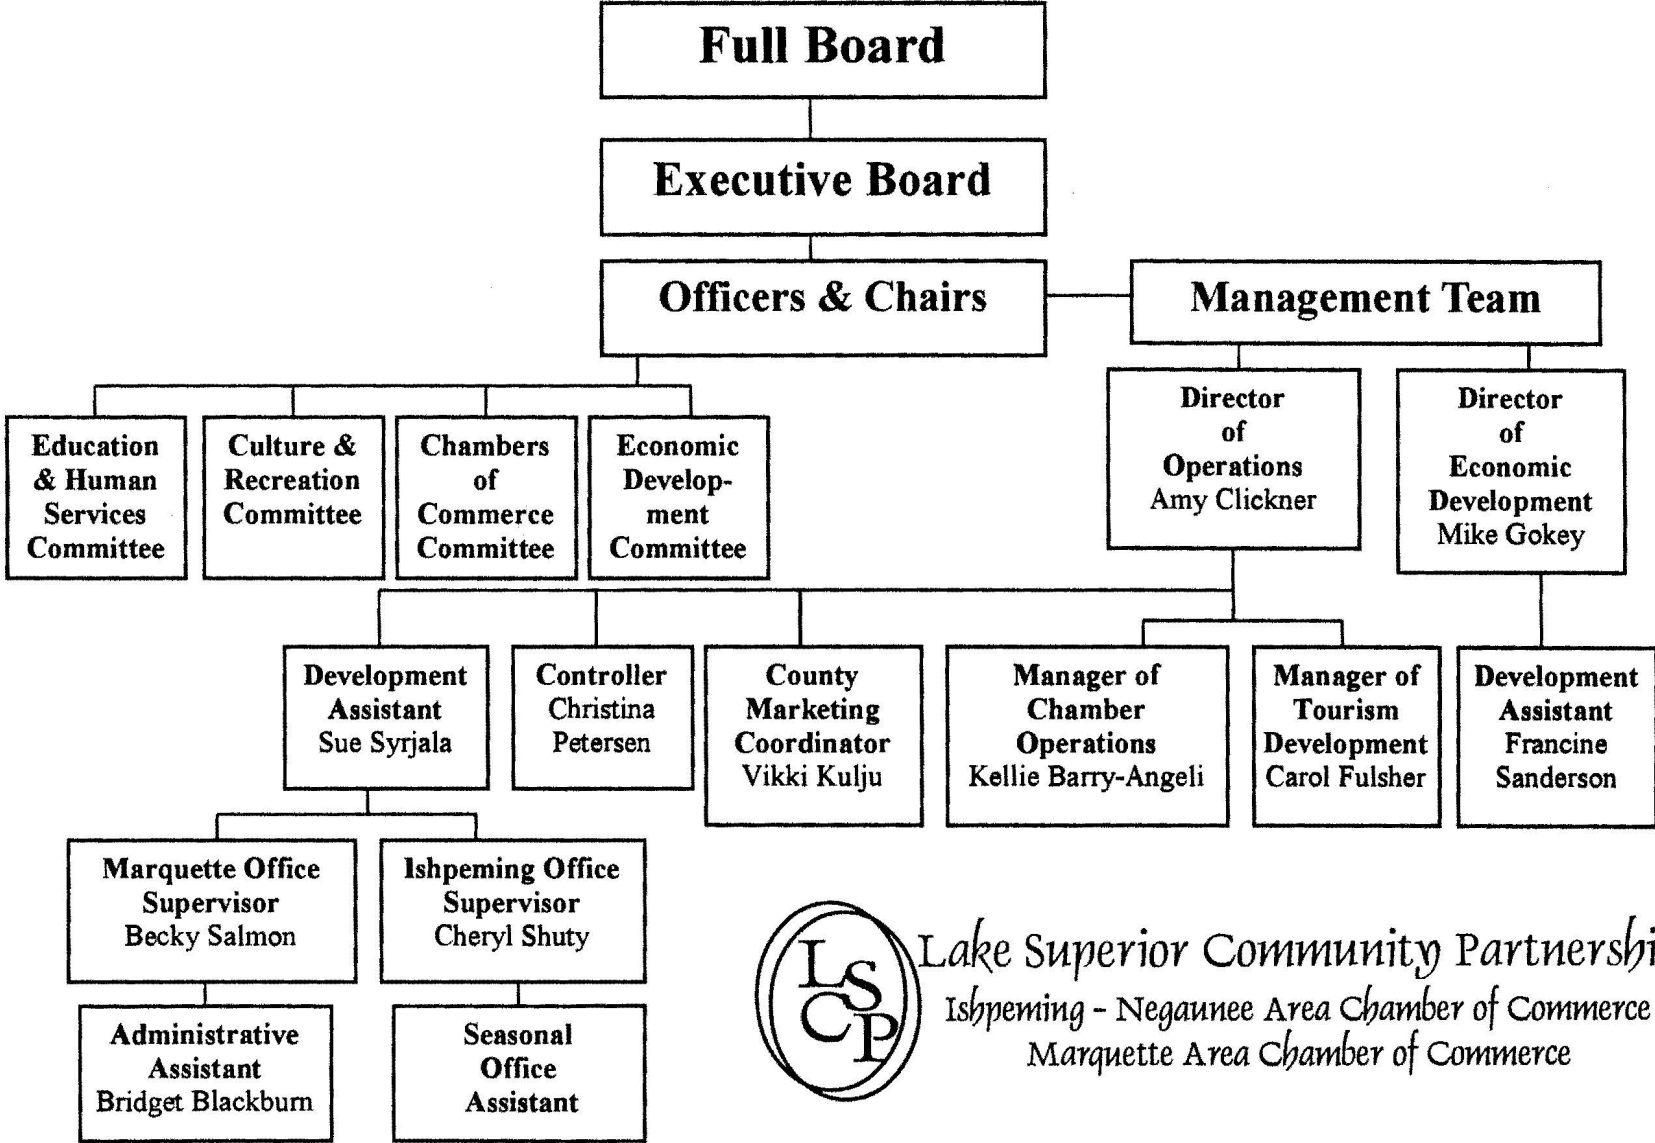 Full Board
Executive Board
Officers & Chairs
Management Team
Education
& Human
Services
Committee
Culture &
Recreation
Committee
Chambers
of
Commerce
Committee
Economic
Develop-
ment
Committee
Director
of
Operations
Amy Clickner
Director
of
Economic
Development
Mike Gokey
Development
Assistant
Sue Syrjala
Controller
Christina
Petersen
County
Marketing
Coordinator
Vikki Kulju
Manager of
Chamber
Operations
Kellie Barry-Angeli
Manager of
Tourism
Development
Carol Fulsher
Development
Assistant
Francine
Sanderson
Marquette Office
Supervisor
Becky Salmon
Ishpeming Office
Supervisor
Cheryl Shuty
Administrative
Assistant
Bridget Blackburn
Seasonal
Office
Assistant
LSCP
Lake Superior Community Partnershi
Ishpeming - Negaunee Area Chamber of Commerce
Marquette Area Chamber of Commerce